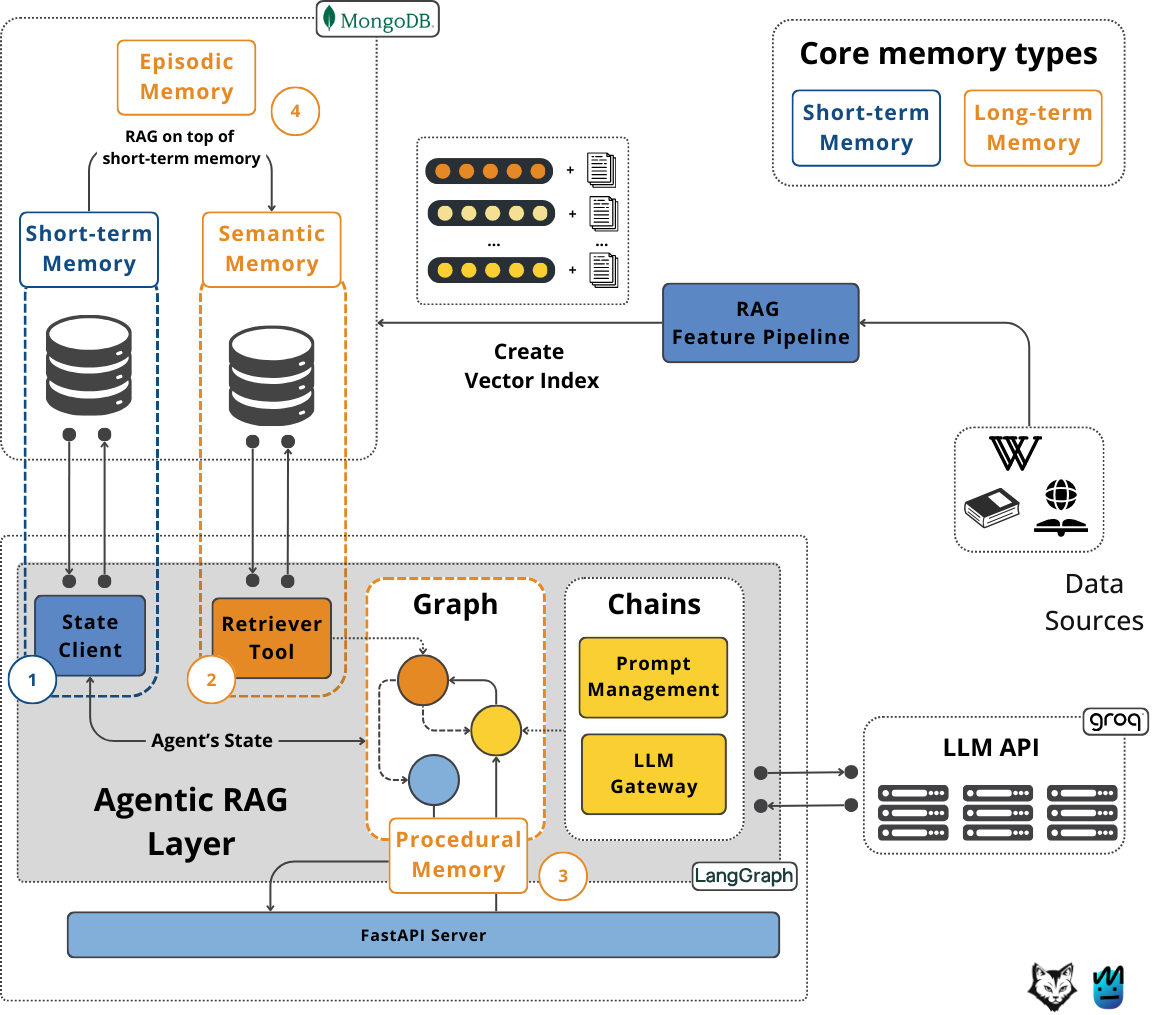 MongoDB.
Core memory types
Short-term
Memory
Long-term
Memory
Episodic
Memory
4
RAG on top of
short-term memory
Short-term
Memory
Semantic
Memory
+
+
...
...
+
RAG
Feature Pipeline
Create
Vector Index
W
Data
Sources
State
Client
1
Retriever
Tool
2
Agent's State
Agentic RAG
Layer
Graph
Procedural
Memory
3
Chains
Prompt
Management
LLM
Gateway
LangGraph
groq
LLM API
FastAPI Server